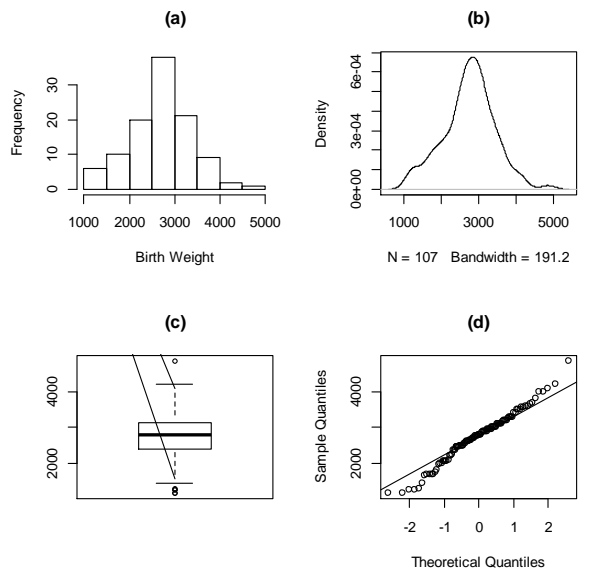 (a)
Frequency
30
20
10
0
1000 2000 3000 4000 5000
Birth Weight
(b)
Density
6e-04
3e-04
0e+00
1000 3000 5000
N = 107 Bandwidth = 191.2
(c)
4000
2000
(d)
Sample Quantiles
4000
2000
-2 -1 0 1 2
Theoretical Quantiles